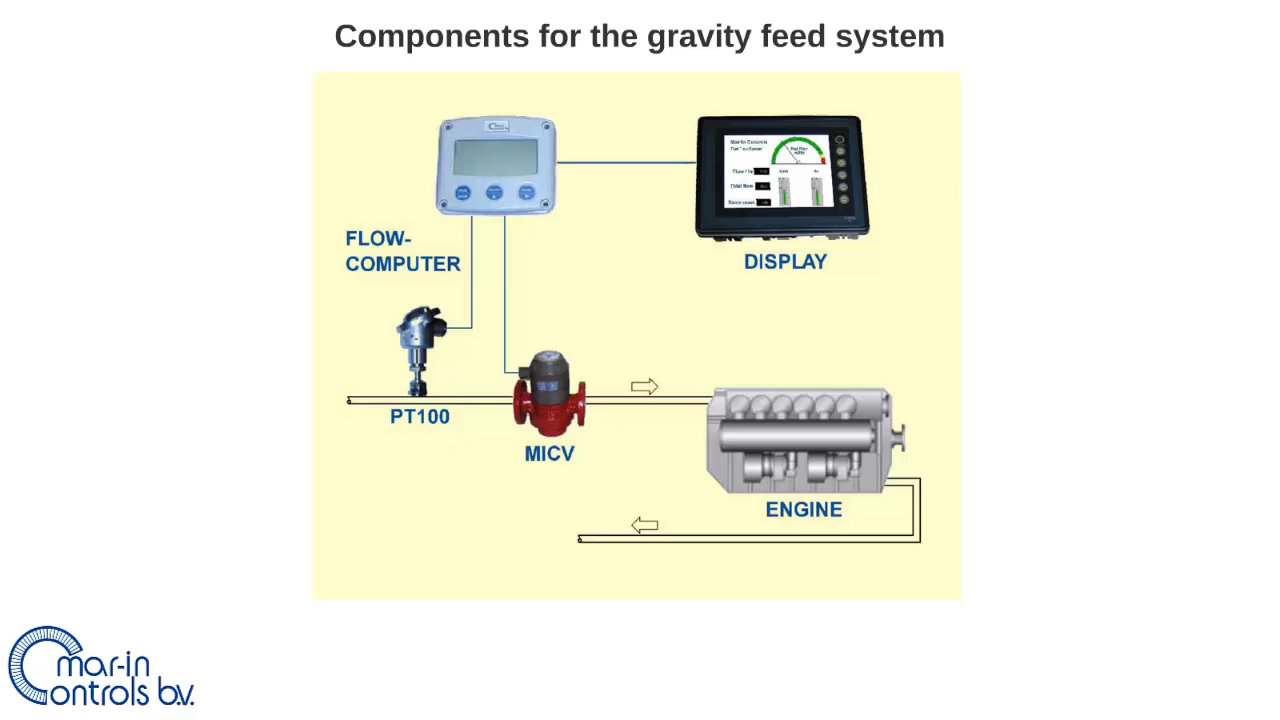 Components for the gravity feed system
FLOW-
COMPUTER
DISPLAY
PT100
MICV
ENGINE
mar-in
Controls b.v.